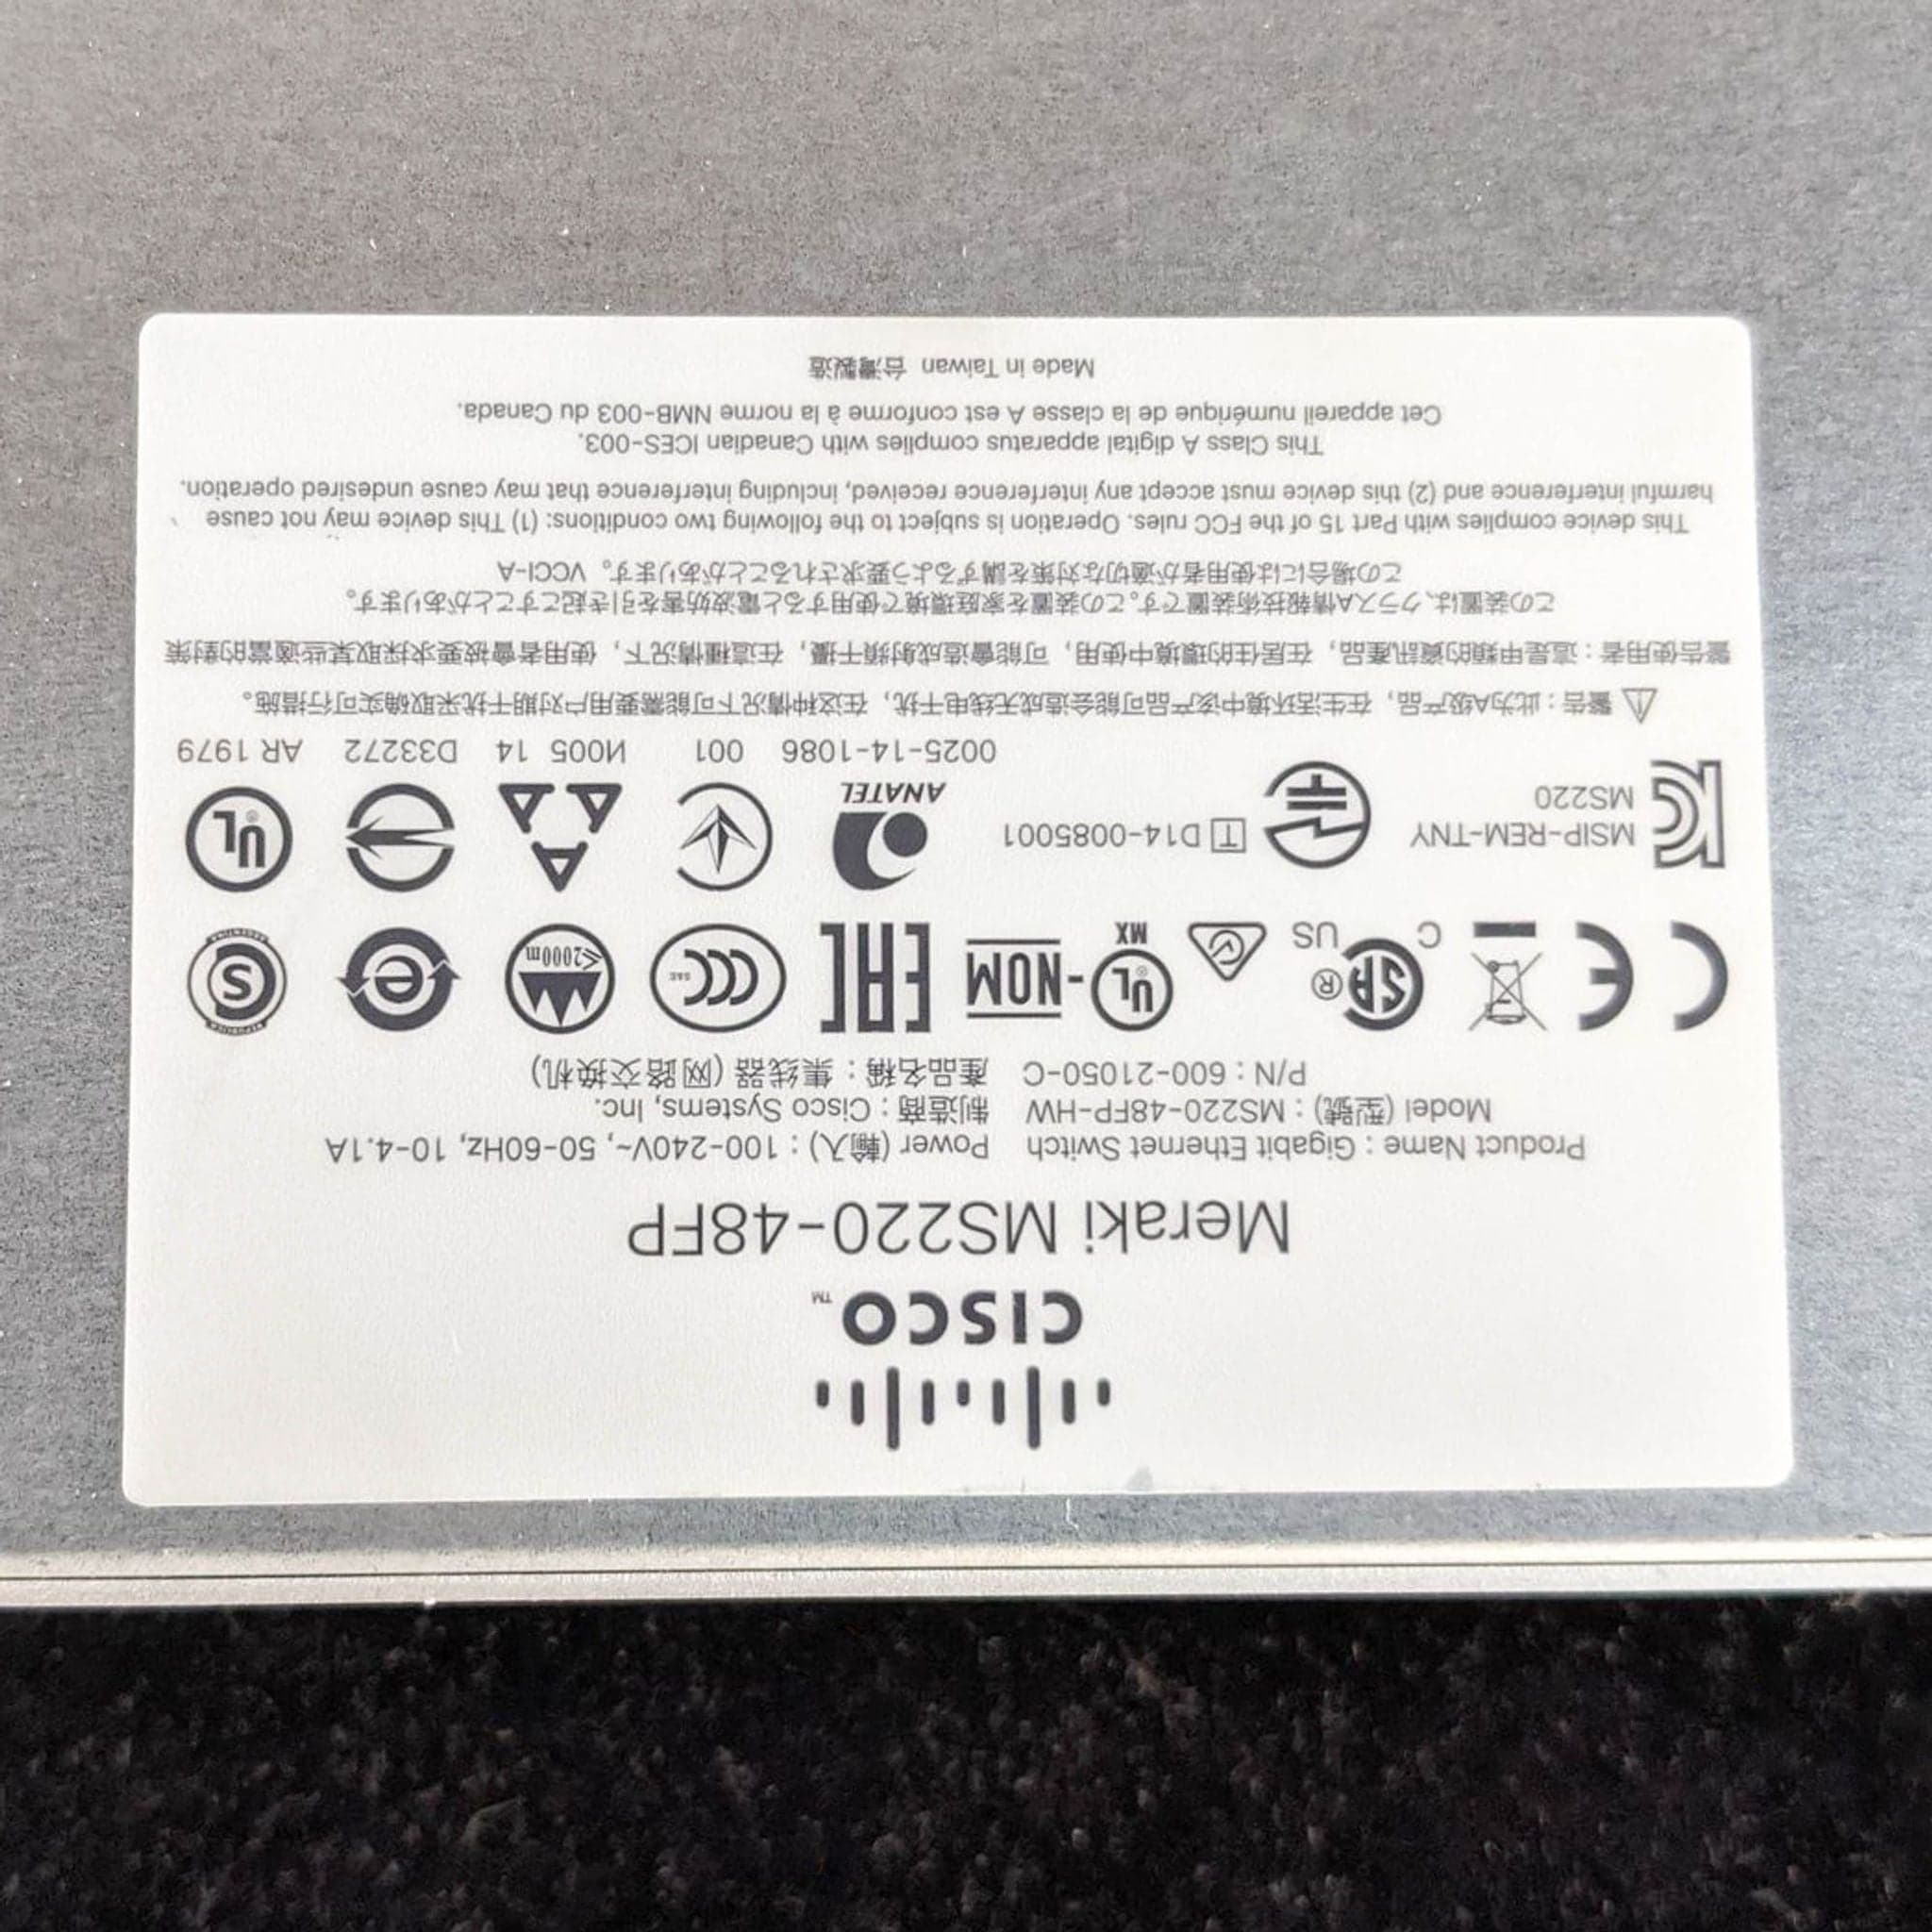 CISCO™
Meraki MS220-48FP
Product Name : Gigabit Ethernet Switch Power (輸入) : 100-240V~, 50-60Hz, 10-4.1A
Model (型號) : MS220-48FP-HW 制造商 : Cisco Systems, Inc.
P/N : 600-21050-C 產品名稱 : 集线器 (网路交换机)
CE C SA® US UL® MX -NOM EAC CCC S&E ≤2000m e REPUBLICA S ARGENTINA
KC MSIP-REM-TNY T D14-0085001 ANATEL UL®
MS220 0025-14-1086 001 И005 14 D33272 AR 1979
警告 : 此为A级产品, 在生活环境中该产品可能会造成无线电干扰, 在这种情况下可能需要用户对期干扰采取确实可行措施。
警告使用者 : 這是甲類的資訊產品, 在居住的環境中使用, 可能會造成射頻干擾, 在這種情況下, 使用者會被要求採取某些適當的對策
この装置は、クラスA情報技術装置です。この装置を家庭環境で使用すると電波妨害を引き起こすことがあります。
この場合には使用者が適切な対策を講ずるよう要求されることがあります。 VCCI-A
This device complies with Part 15 of the FCC rules. Operation is subject to the following two conditions: (1) This device may not cause
harmful interference and (2) this device must accept any interference received, including interference that may cause undesired operation.
This Class A digital apparatus complies with Canadian ICES-003.
Cet appareil numérique de la classe A est conforme à la norme NMB-003 du Canada.
Made in Taiwan 台灣製造